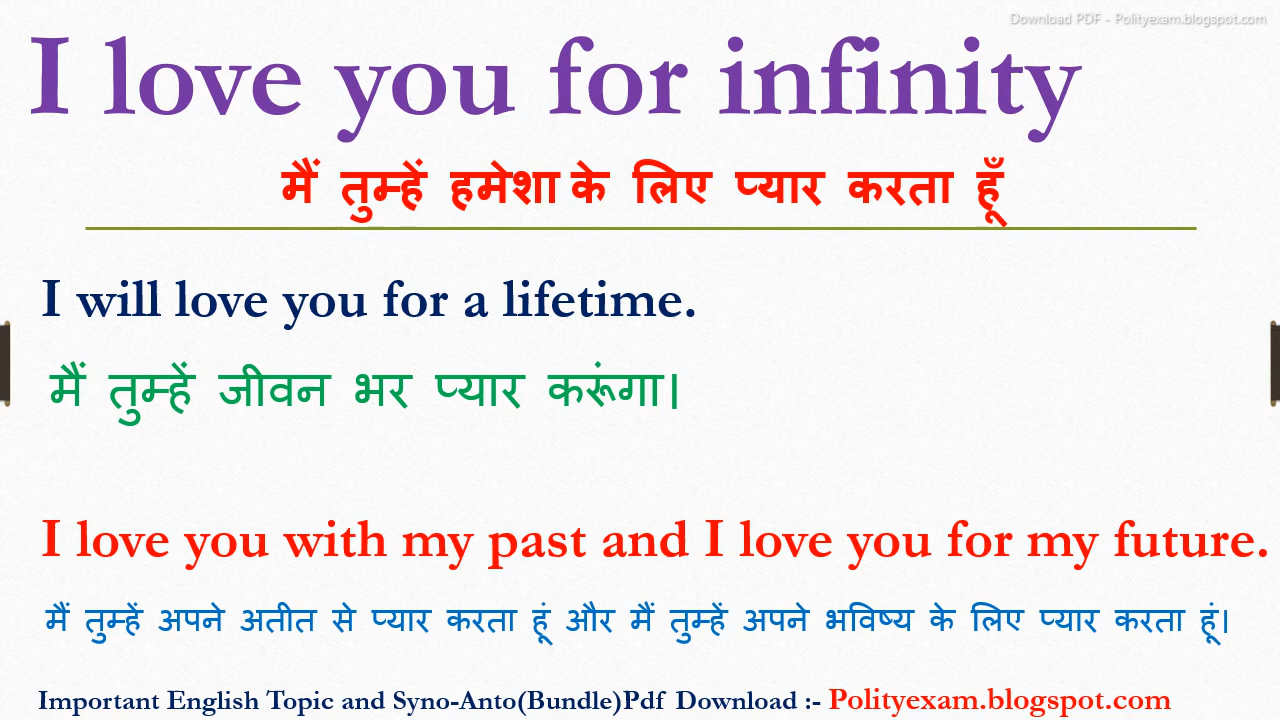 Download PDF - Polityexam.blogspot.com
I love you for infinity
मैं तुम्हें हमेशा के लिए प्यार करता हूँ
I will love you for a lifetime.
मैं तुम्हें जीवन भर प्यार करूंगा।
I love you with my past and I love you for my future.
मैं तुम्हें अपने अतीत से प्यार करता हूं और मैं तुम्हें अपने भविष्य के लिए प्यार करता हूं।
Important English Topic and Syno-Anto(Bundle)Pdf Download :- Polityexam.blogspot.com